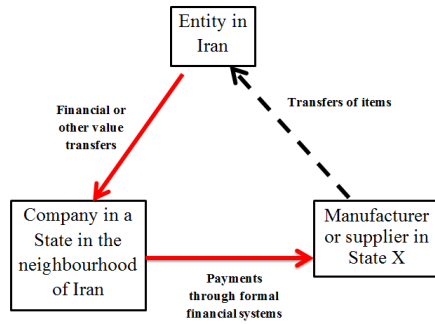 Entity in
Iran
Financial or
other value
transfers
Transfers of items
Company in a
State in the
neighbourhood
of Iran
Manufacturer
or supplier in
State X
Payments
through formal
financial systems